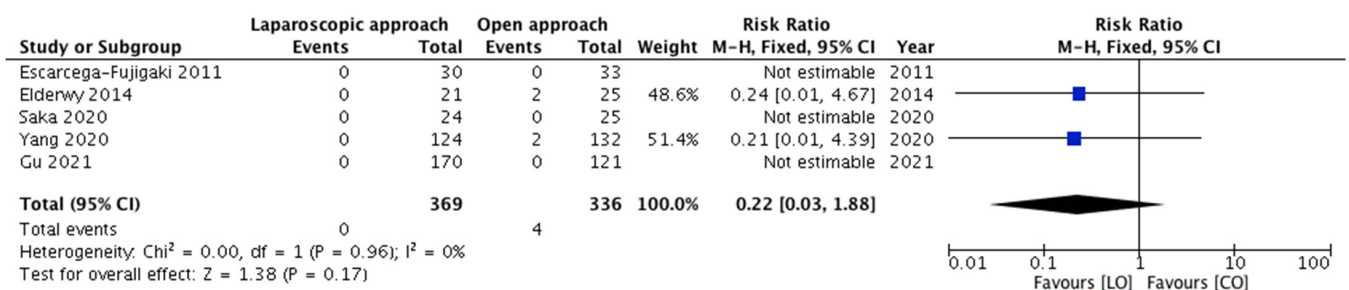 Laparoscopic approach Open approach Risk Ratio Risk Ratio
Study or Subgroup Events Total Events Total Weight M-H, Fixed, 95% CI Year M-H, Fixed, 95% CI
Escarcega-Fujigaki 2011 0 30 0 33 Not estimable 2011
Elderwy 2014 0 21 2 25 48.6% 0.24 [0.01, 4.67] 2014
Saka 2020 0 24 0 25 Not estimable 2020
Yang 2020 0 124 2 132 51.4% 0.21 [0.01, 4.39] 2020
Gu 2021 0 170 0 121 Not estimable 2021
Total (95% CI) 369 336 100.0% 0.22 [0.03, 1.88]
Total events 0 4
Heterogeneity: Chi² = 0.00, df = 1 (P = 0.96); I² = 0%
Test for overall effect: Z = 1.38 (P = 0.17)
0.01 0.1 1 10 100
Favours [LO] Favours [CO]